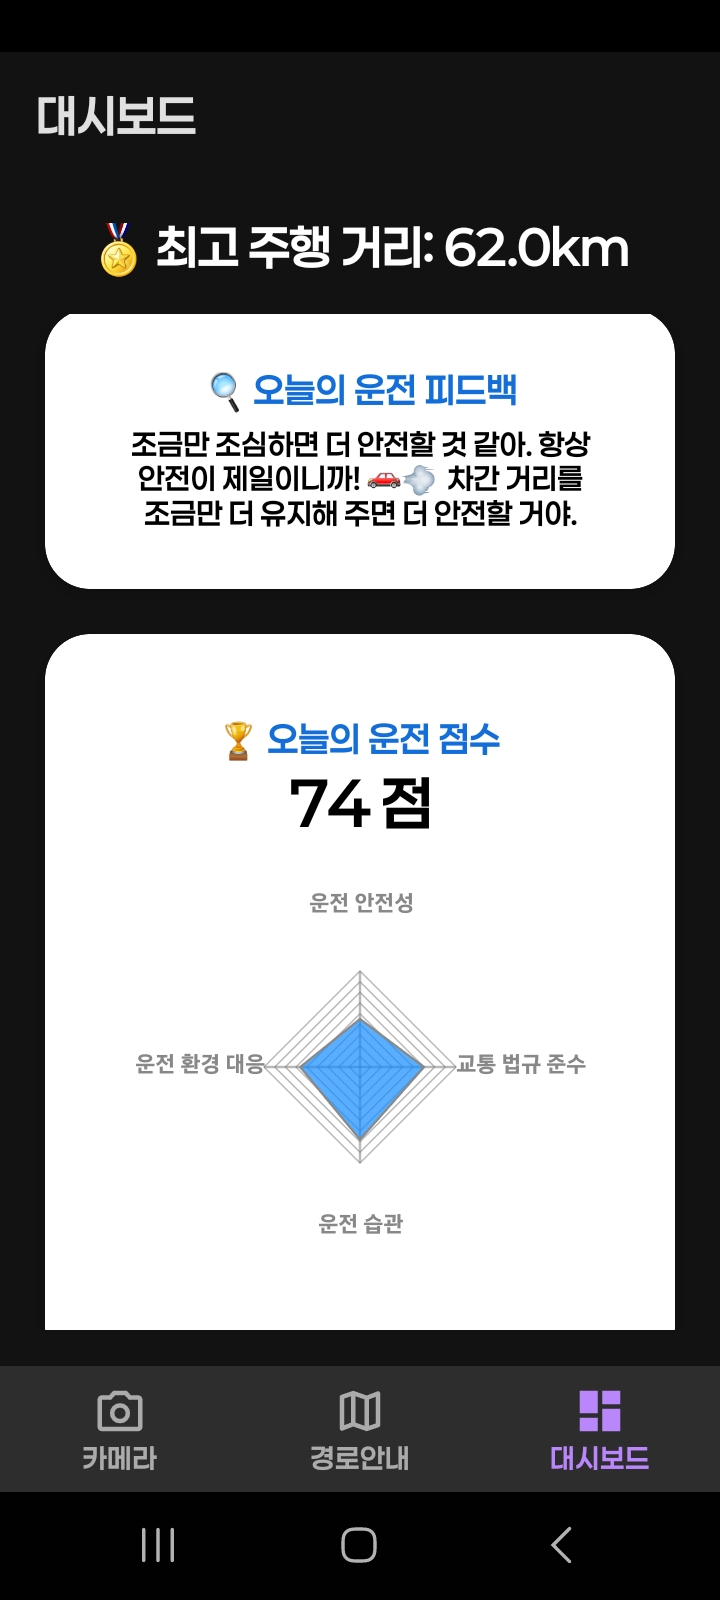 대시보드
🏅 최고 주행 거리: 62.0km
🔍 오늘의 운전 피드백
조금만 조심하면 더 안전할 것 같아. 항상
안전이 제일이니까! 🚗💨 차간 거리를
조금만 더 유지해 주면 더 안전할 거야.
🏆 오늘의 운전 점수
74 점
운전 안전성
운전 환경 대응
교통 법규 준수
운전 습관
카메라
경로안내
대시보드